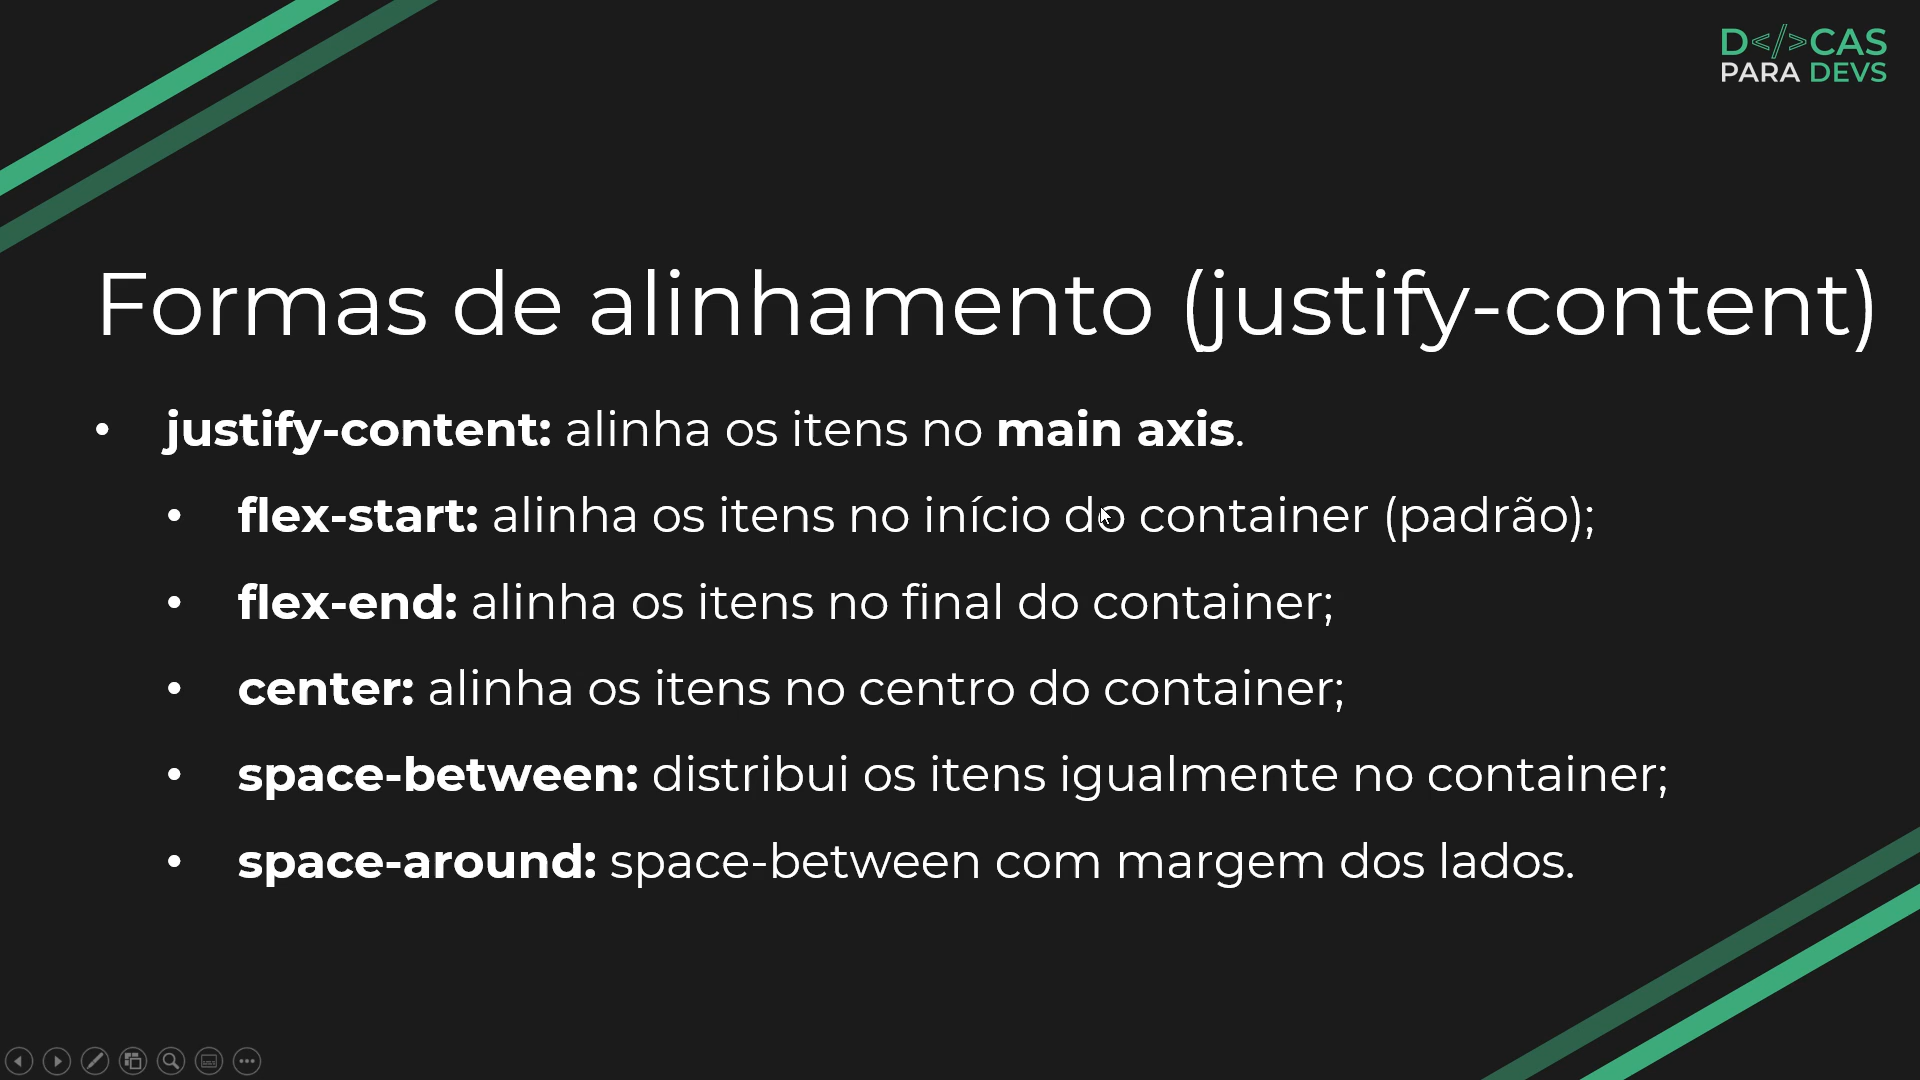 D</>CAS
PARA DEVS
Formas de alinhamento (justify-content)
• justify-content: alinha os itens no main axis.
• flex-start: alinha os itens no início do container (padrão);
• flex-end: alinha os itens no final do container;
• center: alinha os itens no centro do container;
• space-between: distribui os itens igualmente no container;
• space-around: space-between com margem dos lados.